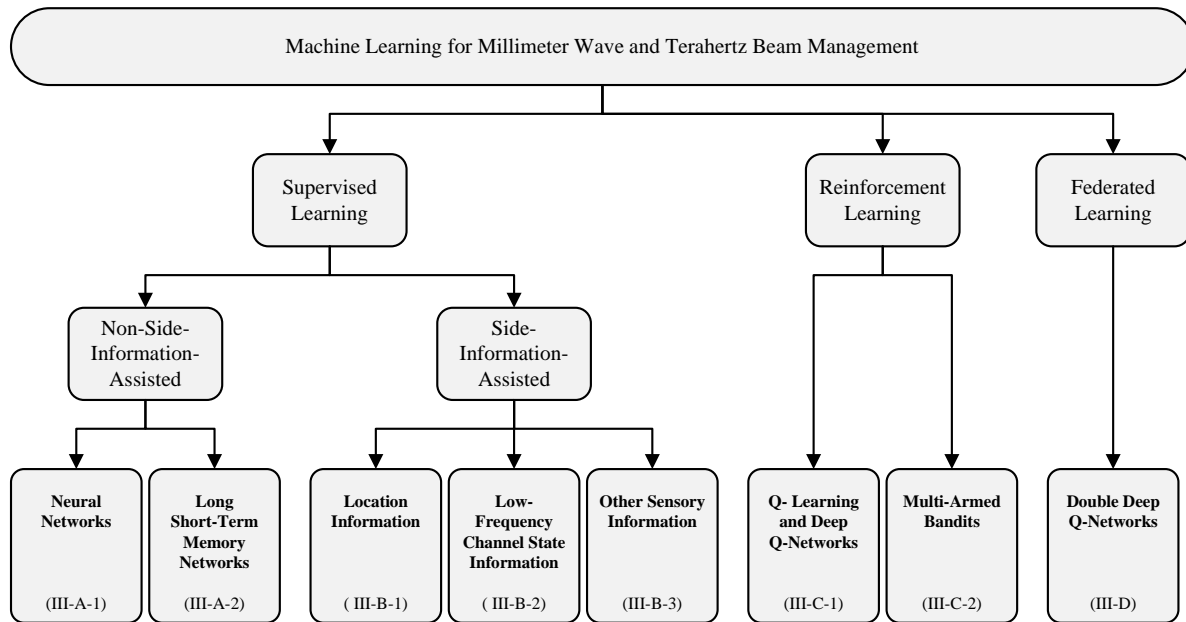 Machine Learning for Millimeter Wave and Terahertz Beam Management
Supervised
Learning
Reinforcement
Learning
Federated
Learning
Non-Side-
Information-
Assisted
Side-
Information-
Assisted
Neural
Networks
(III-A-1)
Long
Short-Term
Memory
Networks
(III-A-2)
Location
Information
( III-B-1)
Low-
Frequency
Channel State
Information
( III-B-2)
Other Sensory
Information
(III-B-3)
Q- Learning
and Deep
Q-Networks
(III-C-1)
Multi-Armed
Bandits
(III-C-2)
Double Deep
Q-Networks
(III-D)